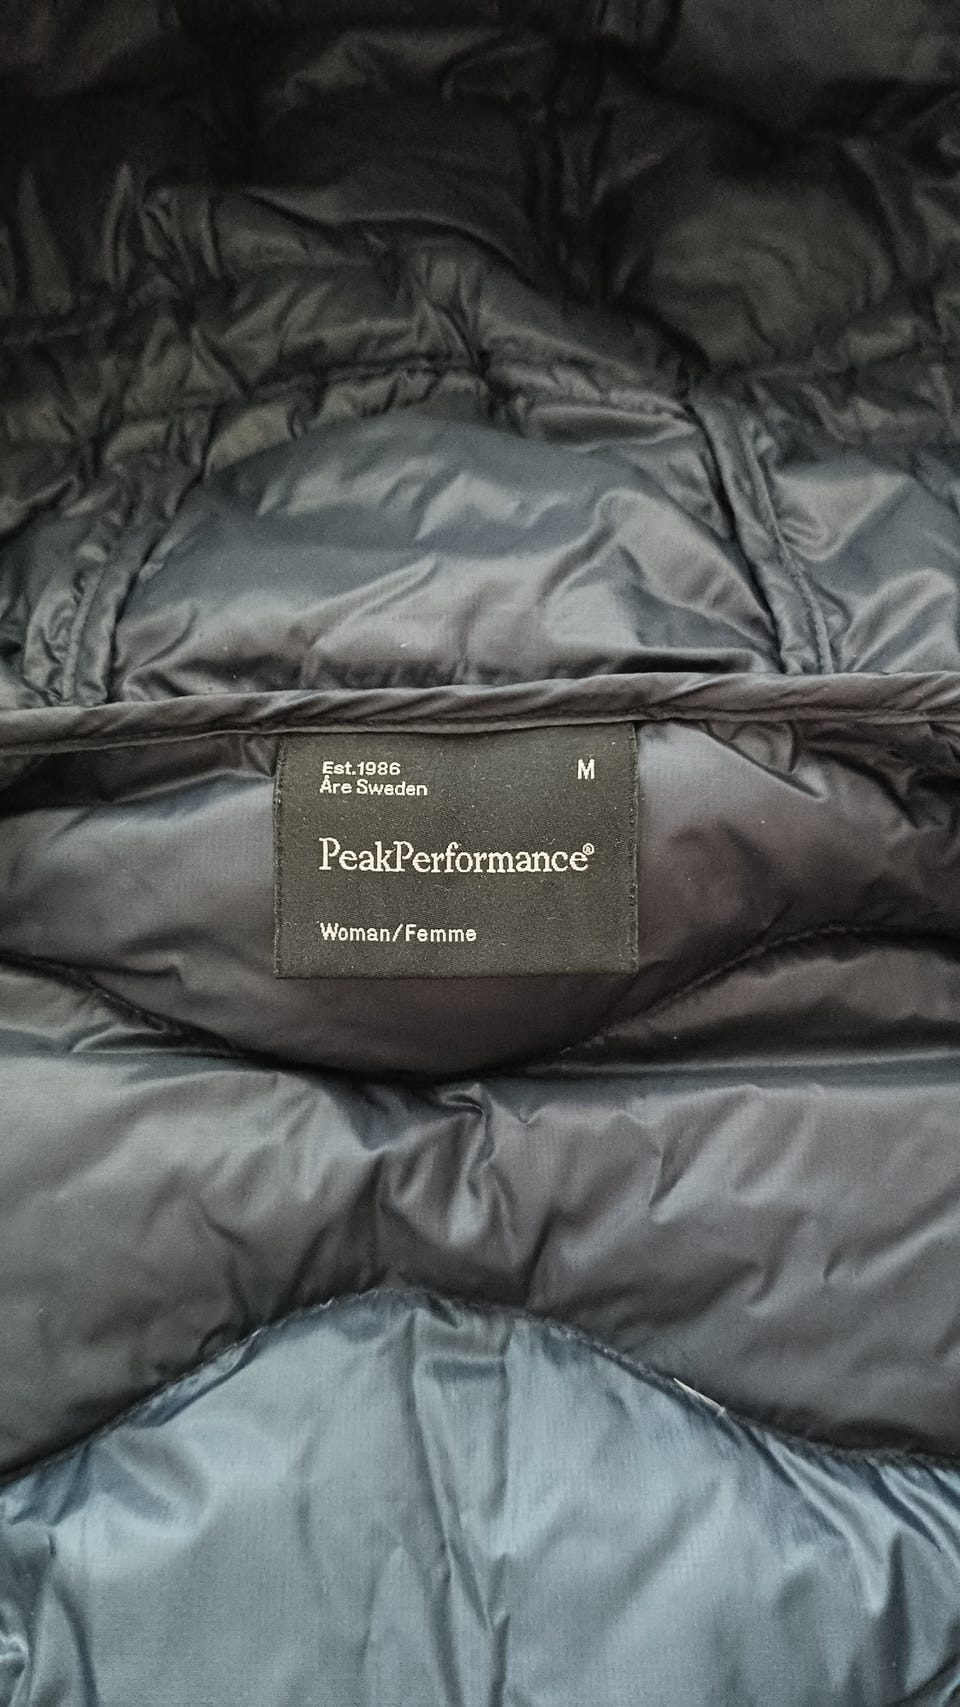 Est.1986 M
Åre Sweden
PeakPerformance®
Woman/Femme